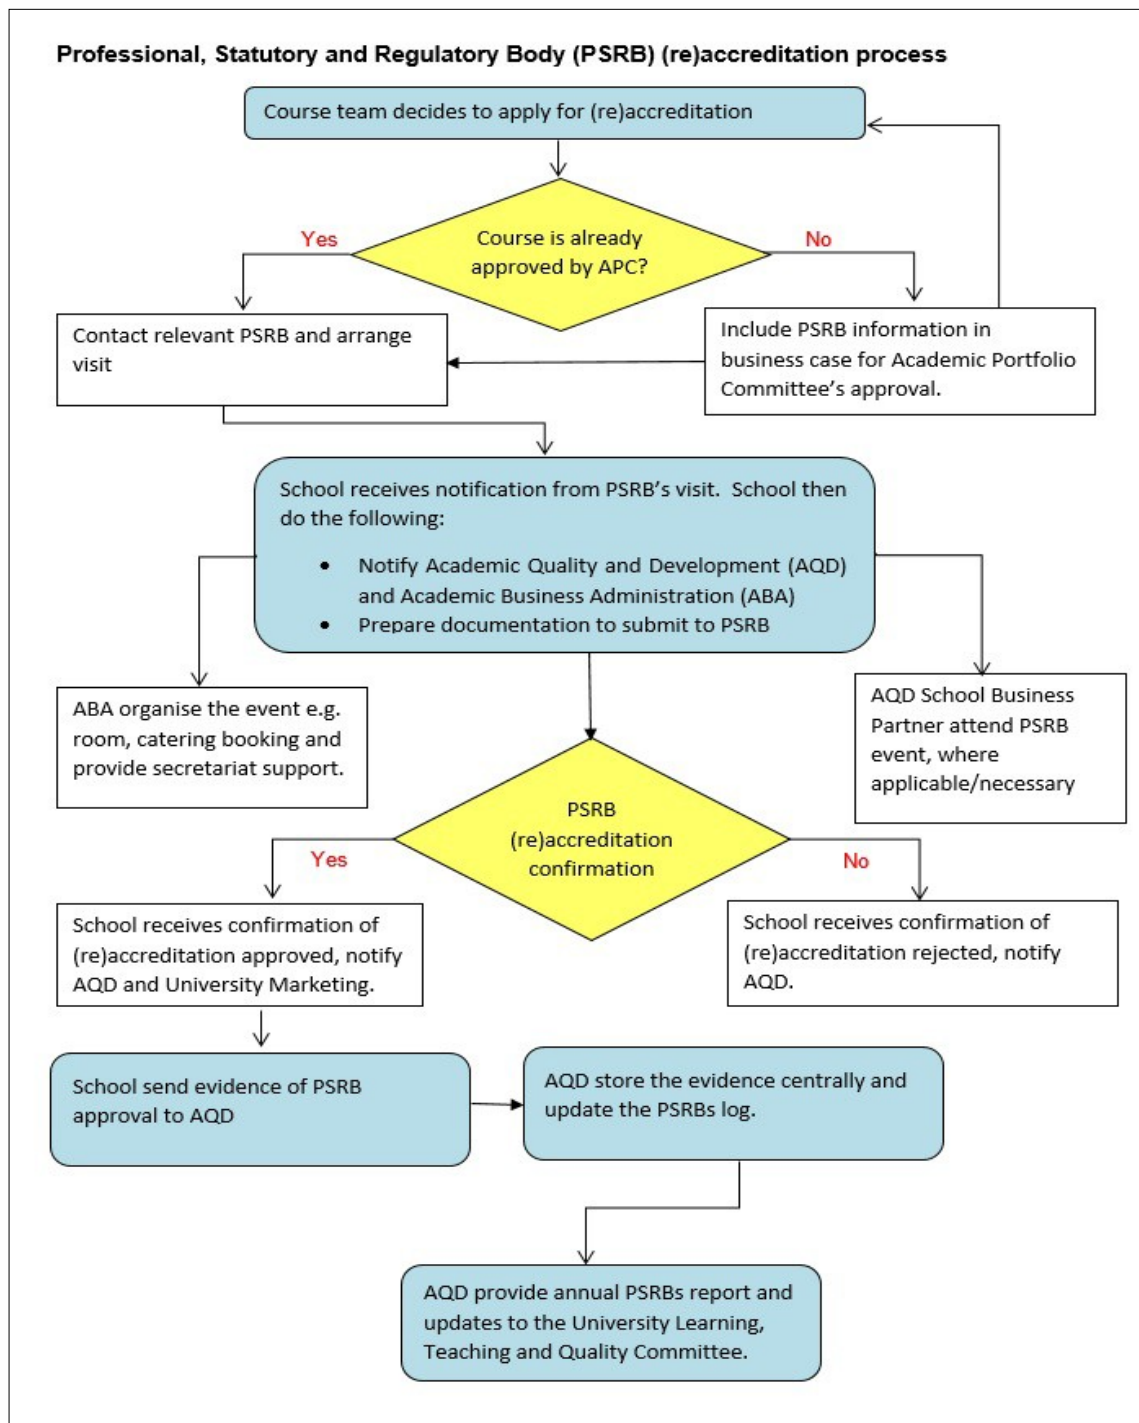 Professional, Statutory and Regulatory Body (PSRB) (re)accreditation process
Course team decides to apply for (re)accreditation
Yes
Course is already
approved by APC?
No
Contact relevant PSRB and arrange
visit
Include PSRB information in
business case for Academic Portfolio
Committee's approval.
School receives notification from PSRB's visit. School then
do the following:
• Notify Academic Quality and Development (AQD)
and Academic Business Administration (ABA)
• Prepare documentation to submit to PSRB
ABA organise the event e.g.
room, catering booking and
provide secretariat support.
AQD School Business
Partner attend PSRB
event, where
applicable/necessary
PSRB
(re)accreditation
confirmation
Yes
No
School receives confirmation of
(re)accreditation approved, notify
AQD and University Marketing.
School receives confirmation of
(re)accreditation rejected, notify
AQD.
School send evidence of PSRB
approval to AQD
AQD store the evidence centrally and
update the PSRBs log.
AQD provide annual PSRBs report and
updates to the University Learning,
Teaching and Quality Committee.